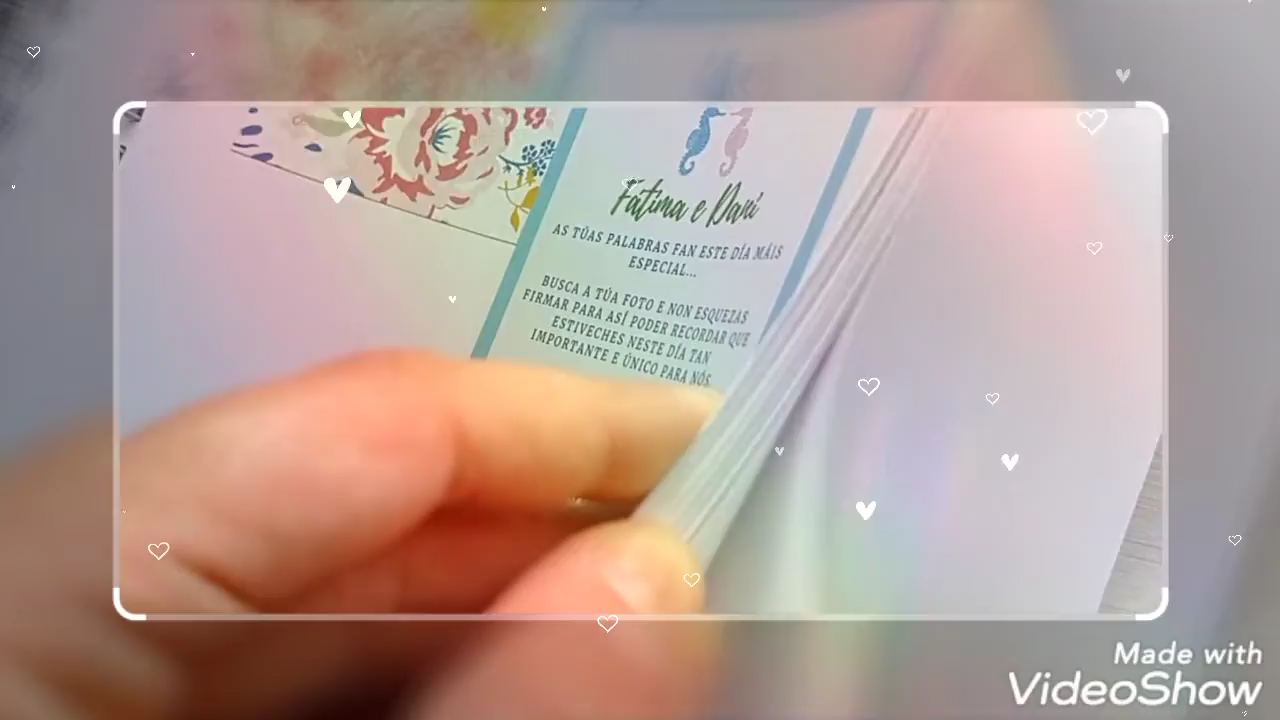 Fátima e Dani
AS TÚAS PALABRAS FAN ESTE DÍA MÁIS
ESPECIAL...
BUSCA A TÚA FOTO E NON ESQUEZAS
FIRMAR PARA ASÍ PODER RECORDAR QUE
ESTIVECHES NESTE DÍA TAN
IMPORTANTE E ÚNICO PARA NÓS
Made with
VideoShow